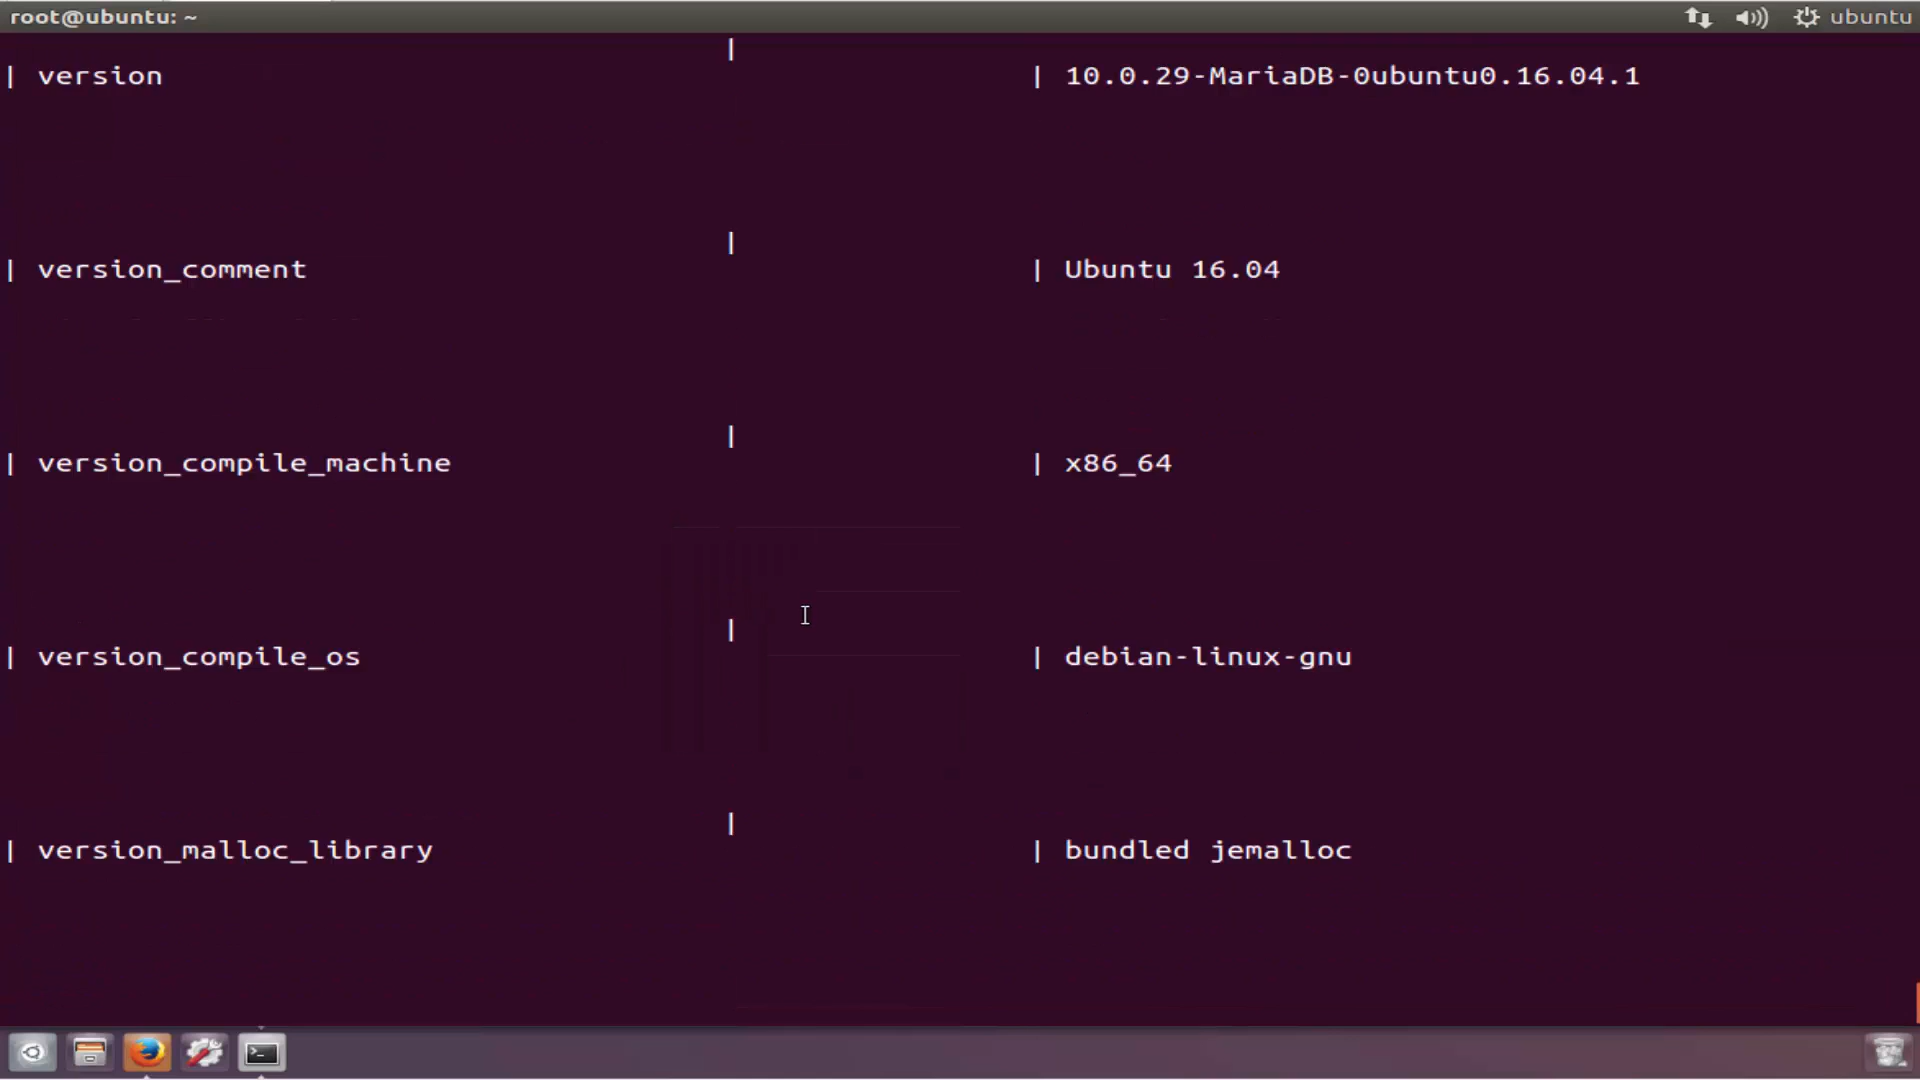 root@ubuntu: ~
ubuntu
|
| version | 10.0.29-MariaDB-0ubuntu0.16.04.1
|
| version_comment | Ubuntu 16.04
|
| version_compile_machine | x86_64
|
| version_compile_os | debian-linux-gnu
|
| version_malloc_library | bundled jemalloc